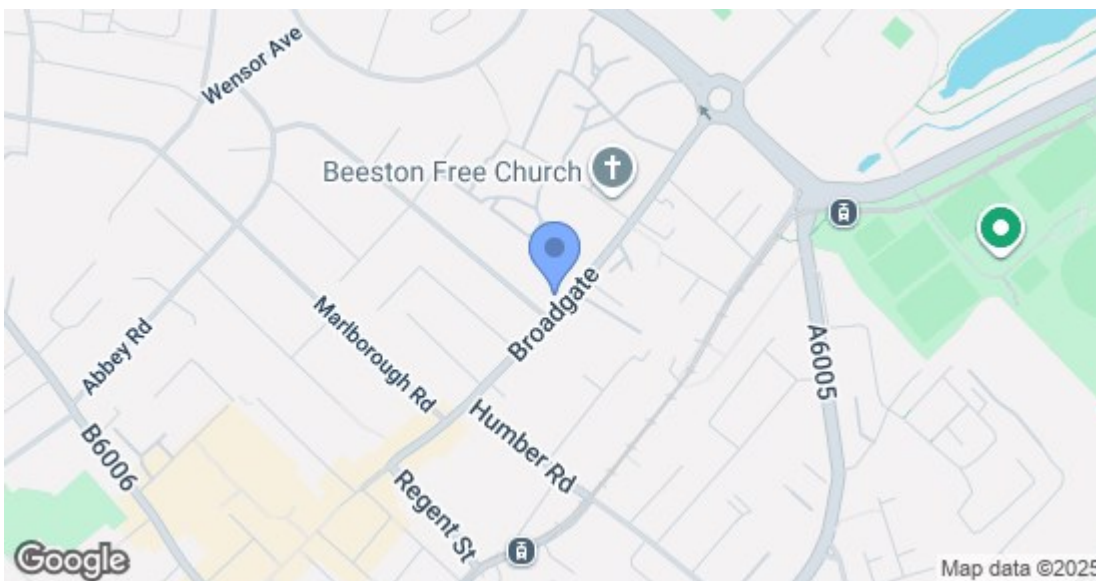 Wensor Ave
Beeston Free Church
Broadgate
Marlborough Rd
Abbey Rd
A6005
Humber Rd
B6006
Regent St
Google
Map data ©2025